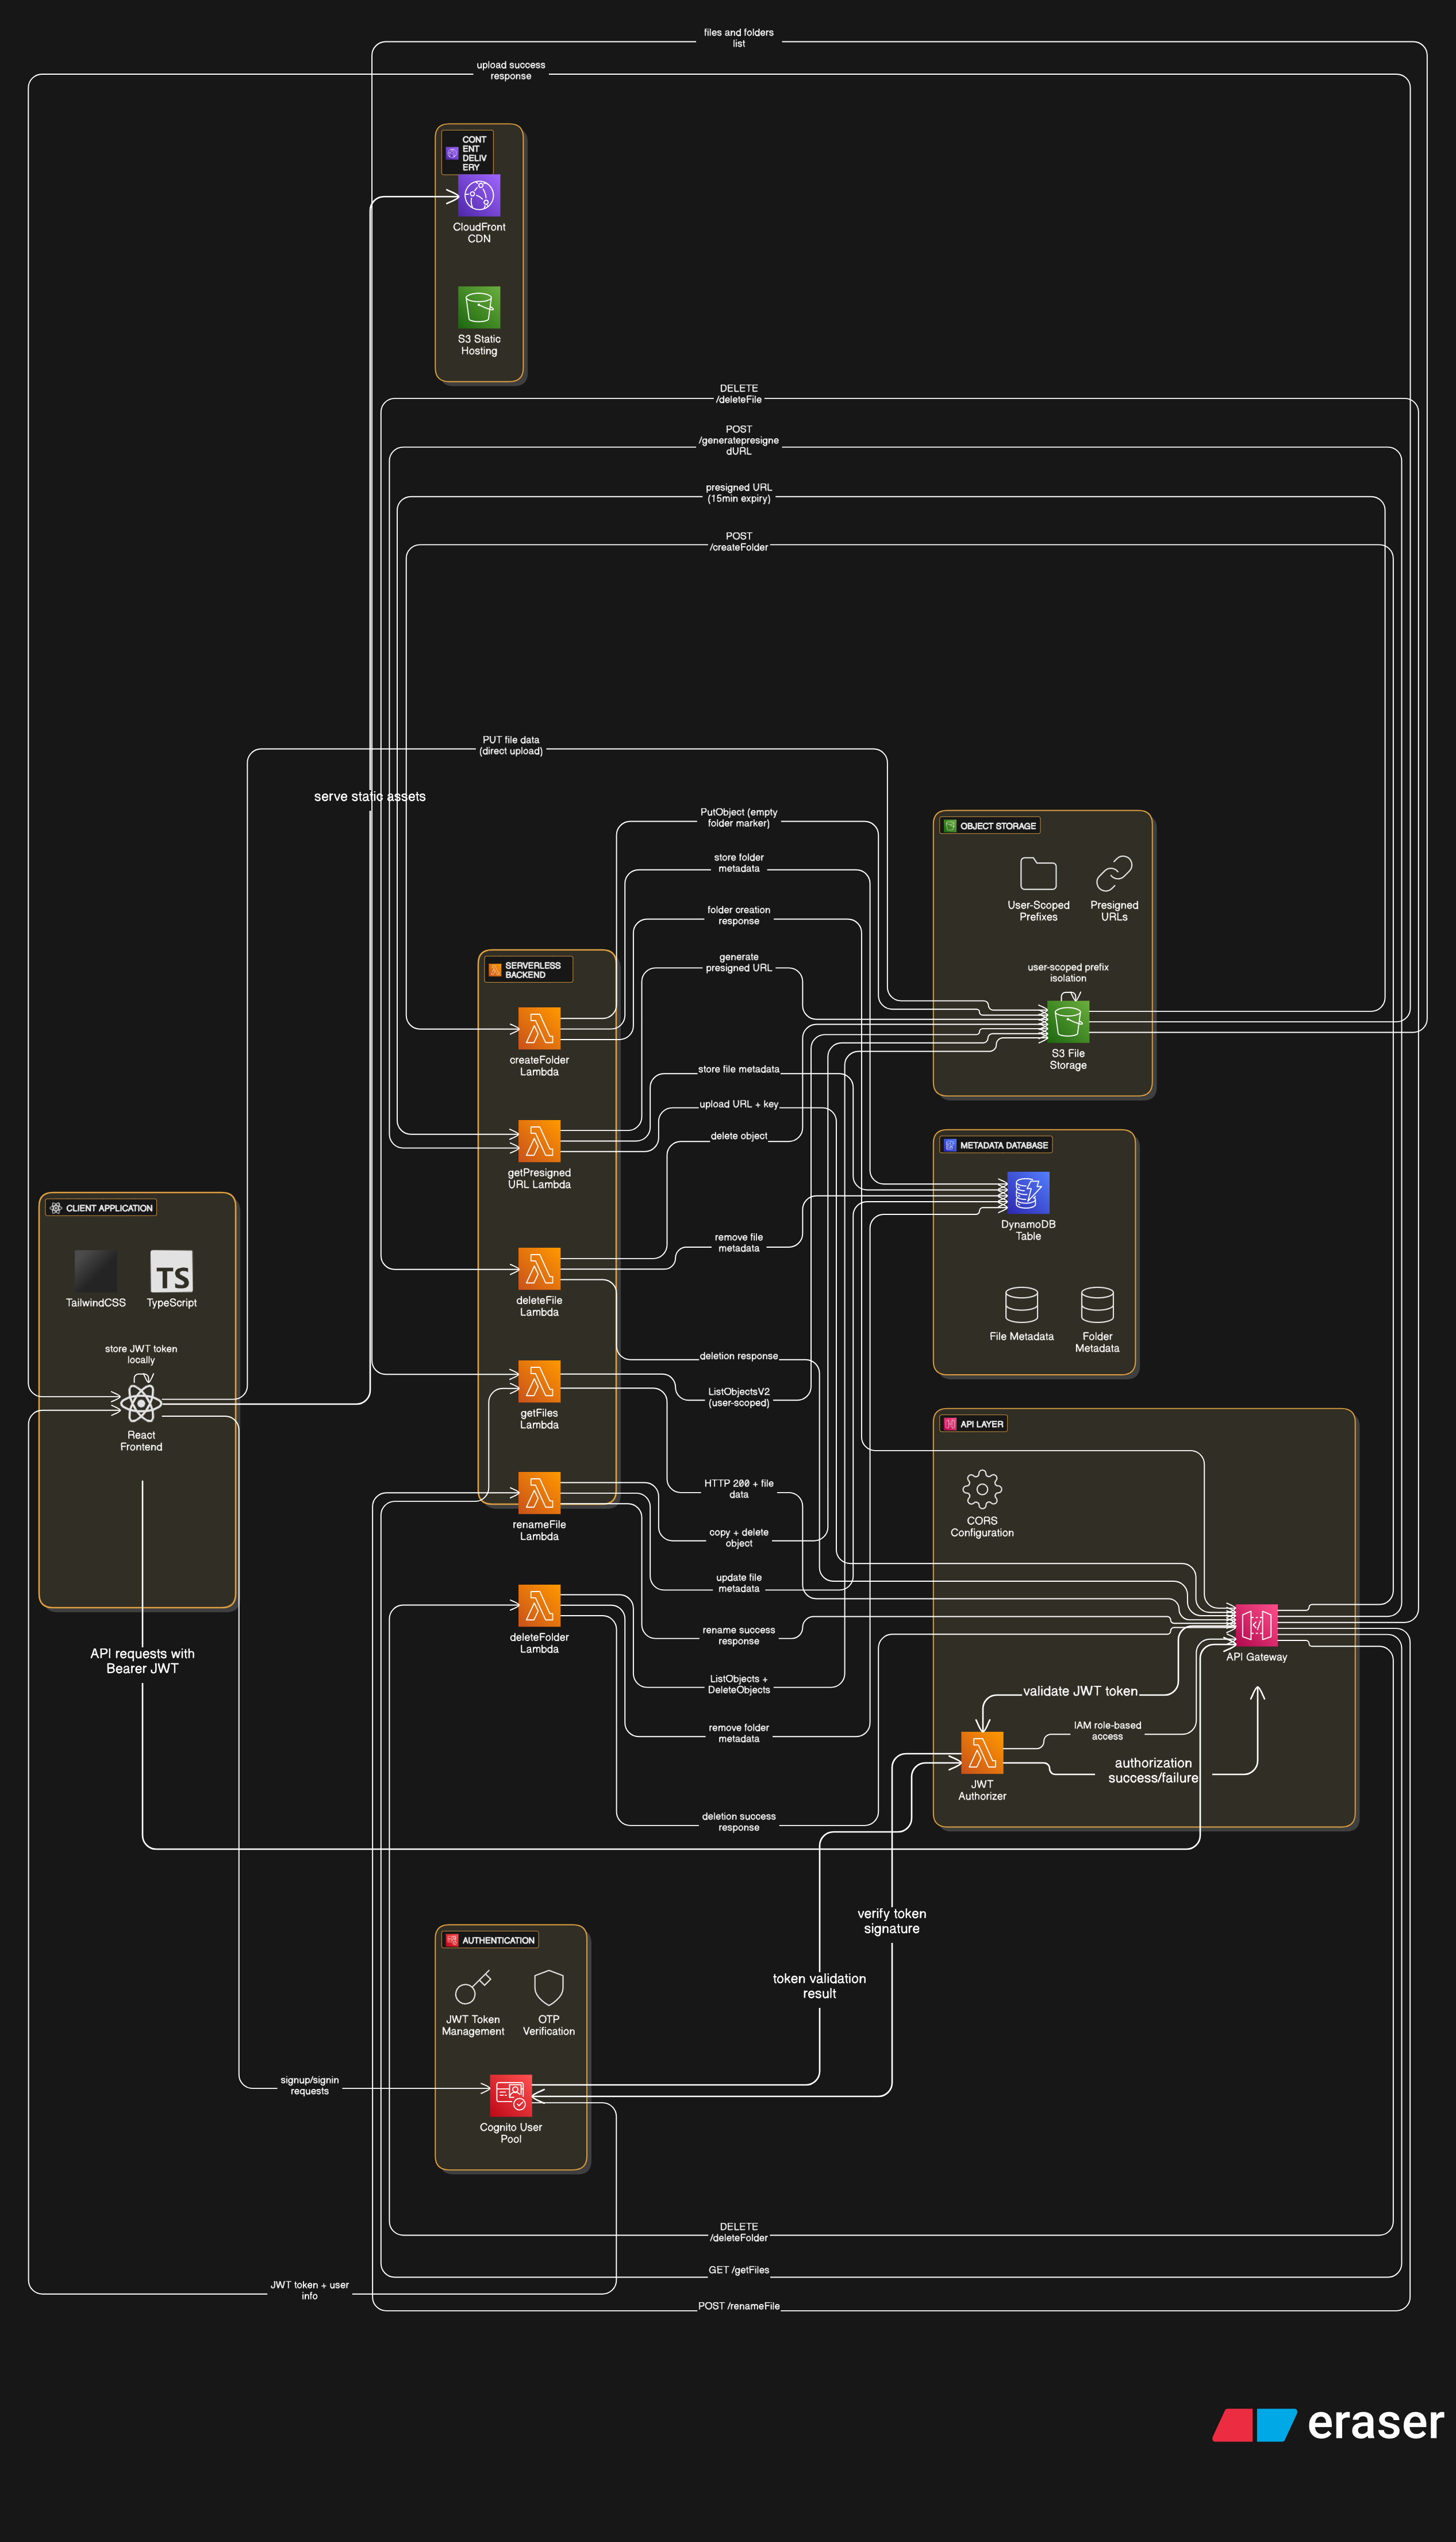 files and folders
list
upload success
response
CONT
ENT
DELIV
ERY
CloudFront
CDN
S3 Static
Hosting
DELETE
/deleteFile
POST
/generatepresigne
dURL
presigned URL
(15min expiry)
POST
/createFolder
PUT file data
(direct upload)
serve static assets
PutObject (empty
folder marker)
store folder
metadata
folder creation
response
generate
presigned URL
OBJECT STORAGE
User-Scoped
Prefixes
Presigned
URLs
user-scoped prefix
isolation
S3 File
Storage
SERVERLESS
BACKEND
createFolder
Lambda
getPresigned
URL Lambda
deleteFile
Lambda
getFiles
Lambda
renameFile
Lambda
deleteFolder
Lambda
store file metadata
upload URL + key
delete object
remove file
metadata
deletion response
ListObjectsV2
(user-scoped)
HTTP 200 + file
data
copy + delete
object
update file
metadata
rename success
response
ListObjects +
DeleteObjects
remove folder
metadata
deletion success
response
METADATA DATABASE
DynamoDB
Table
File Metadata
Folder
Metadata
CLIENT APPLICATION
TailwindCSS
TS
TypeScript
store JWT token
locally
React
Frontend
API requests with
Bearer JWT
API LAYER
CORS
Configuration
API Gateway
validate JWT token
IAM role-based
access
authorization
success/failure
JWT
Authorizer
verify token
signature
token validation
result
AUTHENTICATION
JWT Token
Management
OTP
Verification
Cognito User
Pool
signup/signin
requests
DELETE
/deleteFolder
GET /getFiles
JWT token + user
info
POST /renameFile
eraser